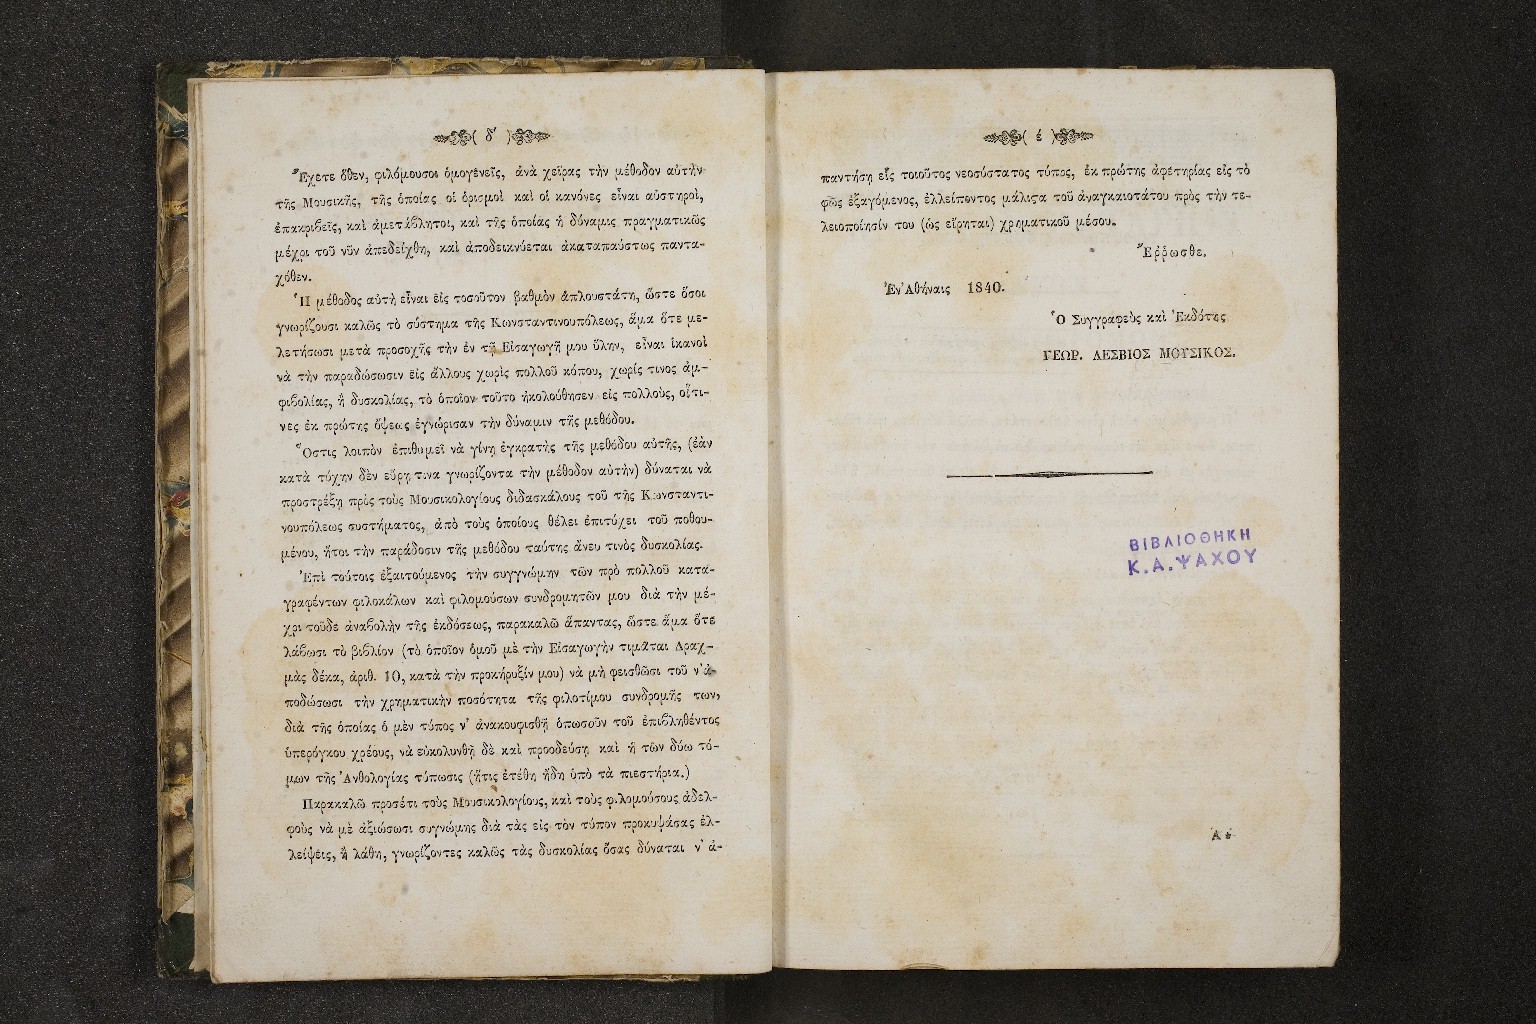 ( δ' )
Ἔχετε ὅθεν, φιλόμουσοι ὁμογενεῖς, ἀνὰ χεῖρας τὴν μέθοδον αὐτὴν
τῆς Μουσικῆς, τῆς ὁποίας οἱ ὁρισμοὶ καὶ οἱ κανόνες εἶναι αὐστηροὶ,
ἐπακριβεῖς, καὶ ἀμετάβλητοι, καὶ τῆς ὁποίας ἡ δύναμις πραγματικῶς
μέχρι τοῦ νῦν ἀπεδείχθη, καὶ ἀποδεικνύεται ἀκαταπαύστως παντα-
χόθεν.
Ἡ μέθοδος αὐτὴ εἶναι εἰς τοσοῦτον βαθμὸν ἁπλουστάτη, ὥστε ὅσοι
γνωρίζουσι καλῶς τὸ σύστημα τῆς Κωνσταντινουπόλεως, ἅμα ὅτε με-
λετήσωσι μετὰ προσοχῆς τὴν ἐν τῇ Εἰσαγωγῇ μου ὕλην, εἶναι ἱκανοὶ
νὰ τὴν παραδώσωσιν εἰς ἄλλους χωρὶς πολλοῦ κόπου, χωρίς τινος ἀμ-
φιβολίας, ἢ δυσκολίας, τὸ ὁποῖον τοῦτο ἠκολούθησεν εἰς πολλοὺς, οἵτι-
νες ἐκ πρώτης ὄψεως ἐγνώρισαν τὴν δύναμιν τῆς μεθόδου.
Ὅστις λοιπὸν ἐπιθυμεῖ νὰ γίνῃ ἐγκρατὴς τῆς μεθόδου αὐτῆς, (ἐὰν
κατὰ τύχην δὲν εὕρῃ τινα γνωρίζοντα τὴν μέθοδον αὐτὴν) δύναται νὰ
προστρέξῃ πρὸς τοὺς Μουσικολογίους διδασκάλους τοῦ τῆς Κωνσταντι-
νουπόλεως συστήματος, ἀπὸ τοὺς ὁποίους θέλει ἐπιτύχει τοῦ ποθου-
μένου, ἤτοι τὴν παράδοσιν τῆς μεθόδου ταύτης ἄνευ τινὸς δυσκολίας.
Ἐπὶ τούτοις ἐξαιτούμενος τὴν συγγνώμην τῶν πρὸ πολλοῦ κατα-
γραφέντων φιλοκάλων καὶ φιλομούσων συνδρομητῶν μου διὰ τὴν μέ-
χρι τοῦδε ἀναβολὴν τῆς ἐκδόσεως, παρακαλῶ ἅπαντας, ὥστε ἅμα ὅτε
λάβωσι τὸ βιβλίον (τὸ ὁποῖον ὁμοῦ μὲ τὴν Εἰσαγωγὴν τιμᾶται Δραχ-
μὰς δέκα, ἀριθ. 10, κατὰ τὴν προκήρυξίν μου) νὰ μὴ φεισθῶσι τοῦ ν' ἀ-
ποδώσωσι τὴν χρηματικὴν ποσότητα τῆς φιλοτίμου συνδρομῆς των,
διὰ τῆς ὁποίας ὁ μὲν τύπος ν' ἀνακουφισθῇ ὁπωσοῦν τοῦ ἐπιβληθέντος
ὑπερόγκου χρέους, νὰ εὐκολυνθῇ δὲ καὶ προοδεύσῃ καὶ ἡ τῶν δύω τό-
μων τῆς Ἀνθολογίας τύπωσις (ἥτις ἐτέθη ἤδη ὑπὸ τὰ πιεστήρια.)
Παρακαλῶ προσέτι τοὺς Μουσικολογίους, καὶ τοὺς φιλομούσους ἀδελ-
φοὺς νὰ μὲ ἀξιώσωσι συγνώμης διὰ τὰς εἰς τὸν τύπον προκυψάσας ἐλ-
λείψεις, ἢ λάθη, γνωρίζοντες καλῶς τὰς δυσκολίας ὅσας δύναται ν' ἀ-
( έ )
παντήσῃ εἷς τοιοῦτος νεοσύστατος τύπος, ἐκ πρώτης ἀφετηρίας εἰς τὸ
φῶς ἐξαγόμενος, ἐλλείποντος μάλιστα τοῦ ἀναγκαιοτάτου πρὸς τὴν τε-
λειοποίησίν του (ὡς εἴρηται) χρηματικοῦ μέσου.
Ἔῤῥωσθε.
Ἐν Ἀθήναις 1840.
Ὁ Συγγραφεὺς καὶ Ἐκδότης
ΓΕΩΡ. ΛΕΣΒΙΟΣ ΜΟΥΣΙΚΟΣ.
ΒΙΒΛΙΟΘΗΚΗ
Κ.Α.ΨΑΧΟΥ
Α*